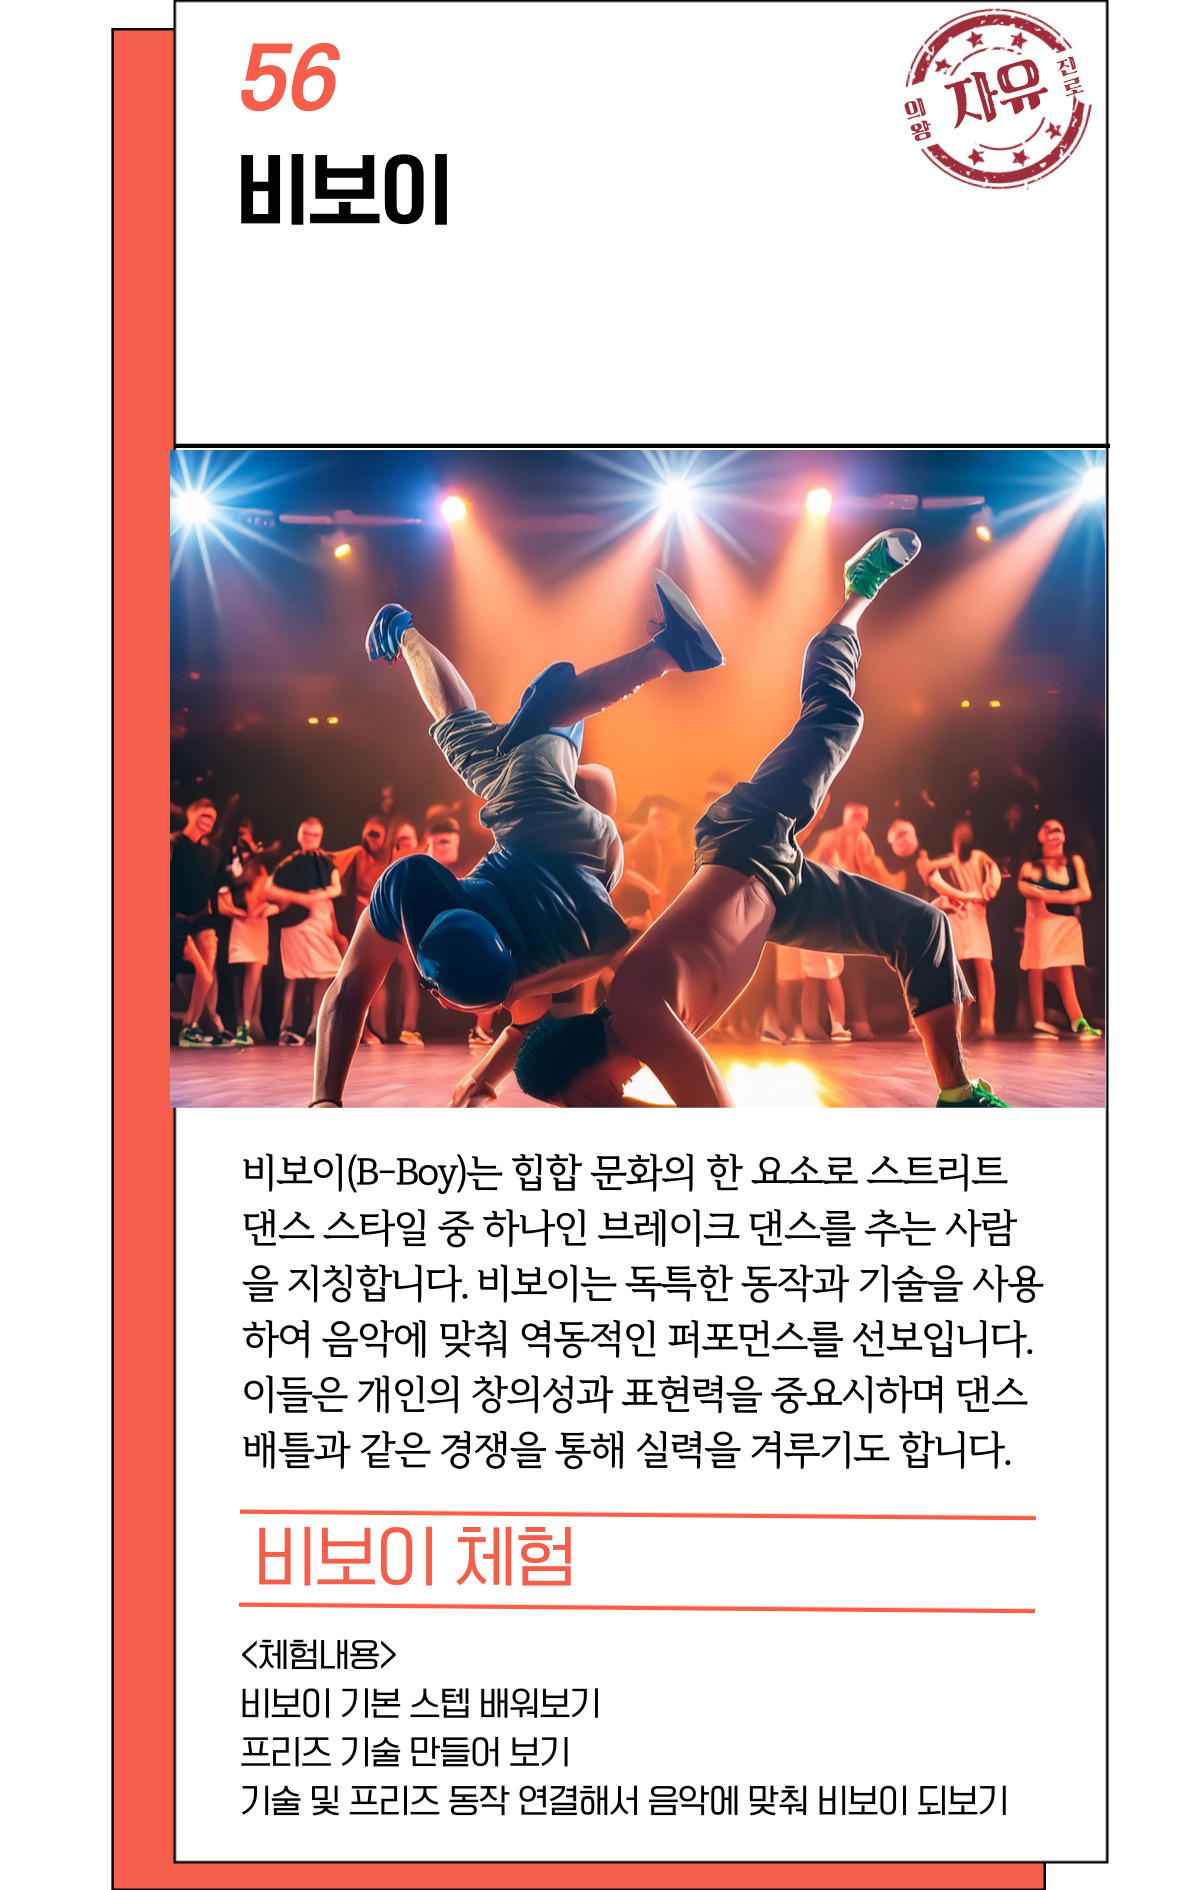 56
의왕
자유
진로
비보이
비보이(B-Boy)는 힙합 문화의 한 요소로 스트리트
댄스 스타일 중 하나인 브레이크 댄스를 추는 사람
을 지칭합니다. 비보이는 독특한 동작과 기술을 사용
하여 음악에 맞춰 역동적인 퍼포먼스를 선보입니다.
이들은 개인의 창의성과 표현력을 중요시하며 댄스
배틀과 같은 경쟁을 통해 실력을 겨루기도 합니다.
비보이 체험
<체험내용>
비보이 기본 스텝 배워보기
프리즈 기술 만들어 보기
기술 및 프리즈 동작 연결해서 음악에 맞춰 비보이 되보기